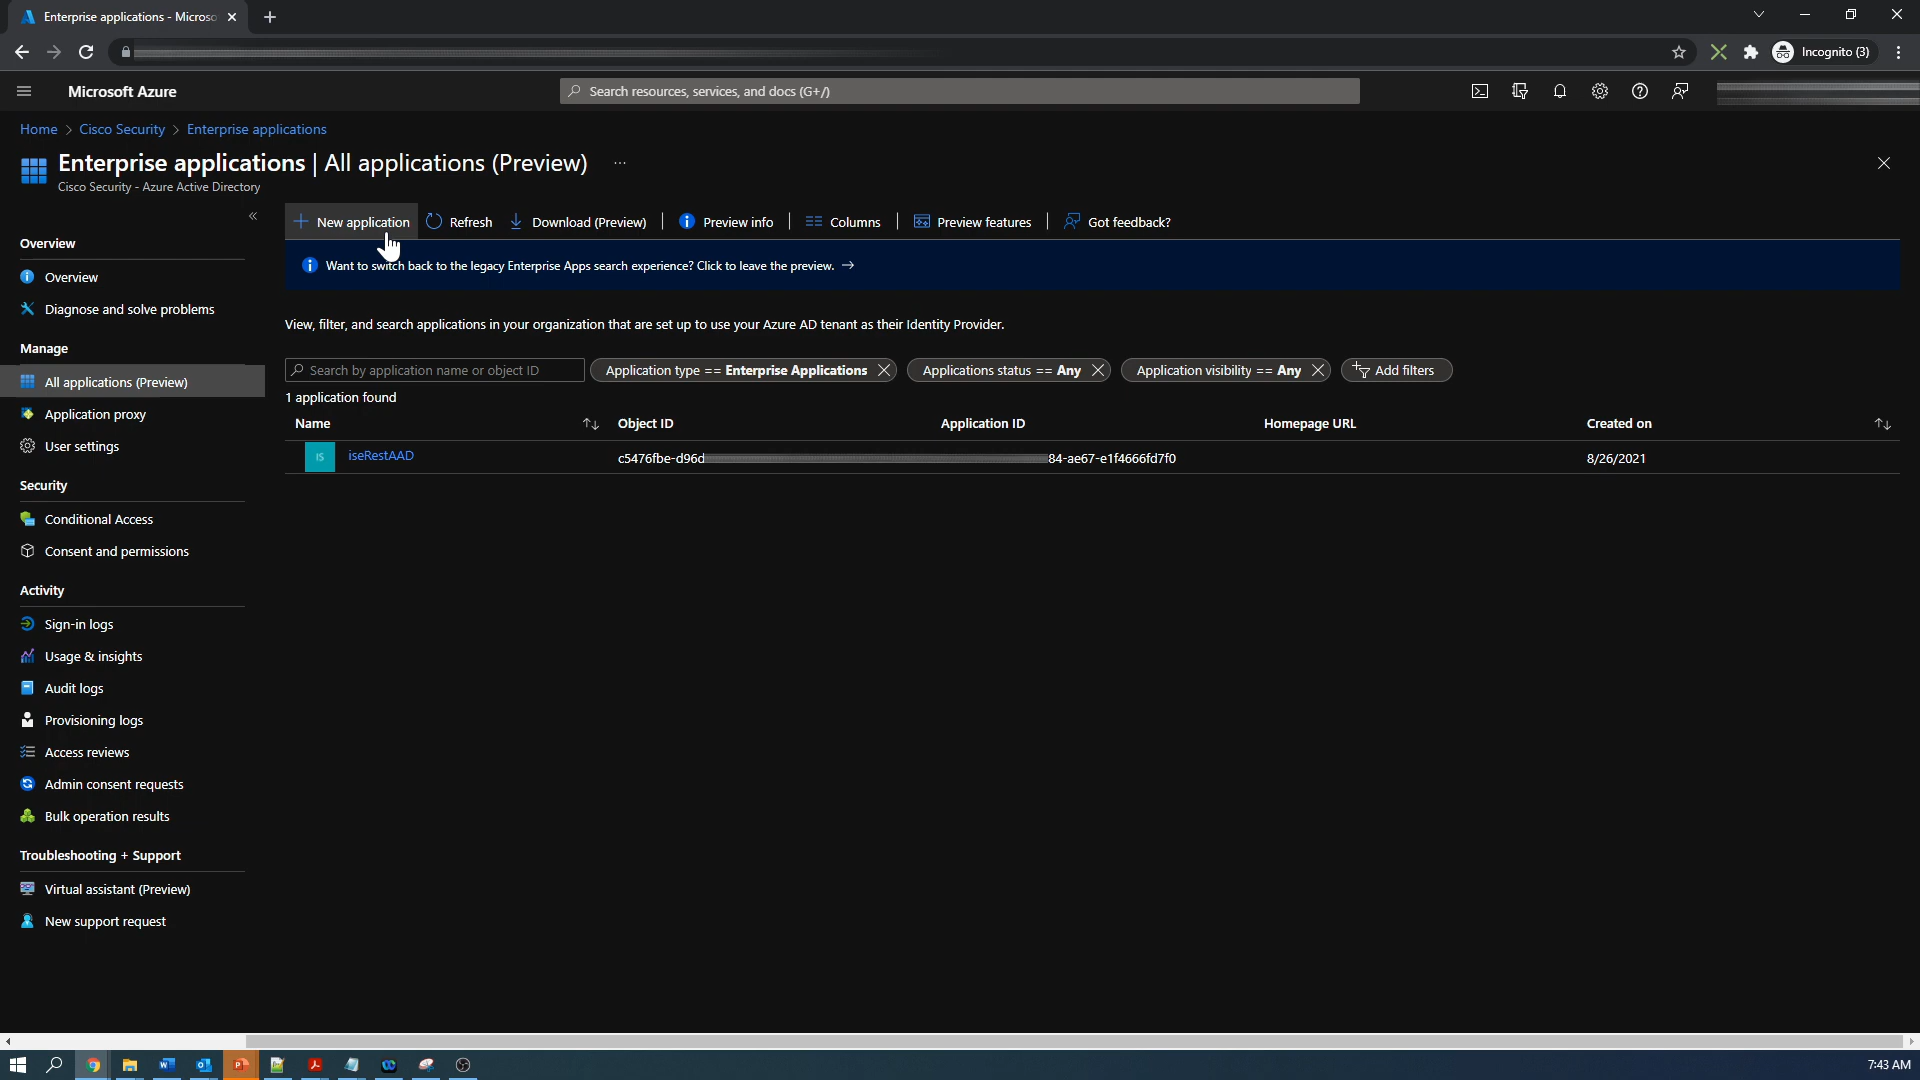 Enterprise applications - Microso
Incognito (3)
Microsoft Azure
Search resources, services, and docs (G+/)
Home > Cisco Security > Enterprise applications
Enterprise applications | All applications (Preview) ...
Cisco Security - Azure Active Directory
«
New application Refresh Download (Preview) Preview info Columns Preview features Got feedback?
Want to switch back to the legacy Enterprise Apps search experience? Click to leave the preview. →
View, filter, and search applications in your organization that are set up to use your Azure AD tenant as their Identity Provider.
Search by application name or object ID
Application type == Enterprise Applications
Applications status == Any
Application visibility == Any
Add filters
1 application found
Name Object ID Application ID Homepage URL Created on
IS iseRestAAD c5476fbe-d96d 84-ae67-e1f4666fd7f0 8/26/2021
Overview
Overview
Diagnose and solve problems
Manage
All applications (Preview)
Application proxy
User settings
Security
Conditional Access
Consent and permissions
Activity
Sign-in logs
Usage & insights
Audit logs
Provisioning logs
Access reviews
Admin consent requests
Bulk operation results
Troubleshooting + Support
Virtual assistant (Preview)
New support request
7:43 AM